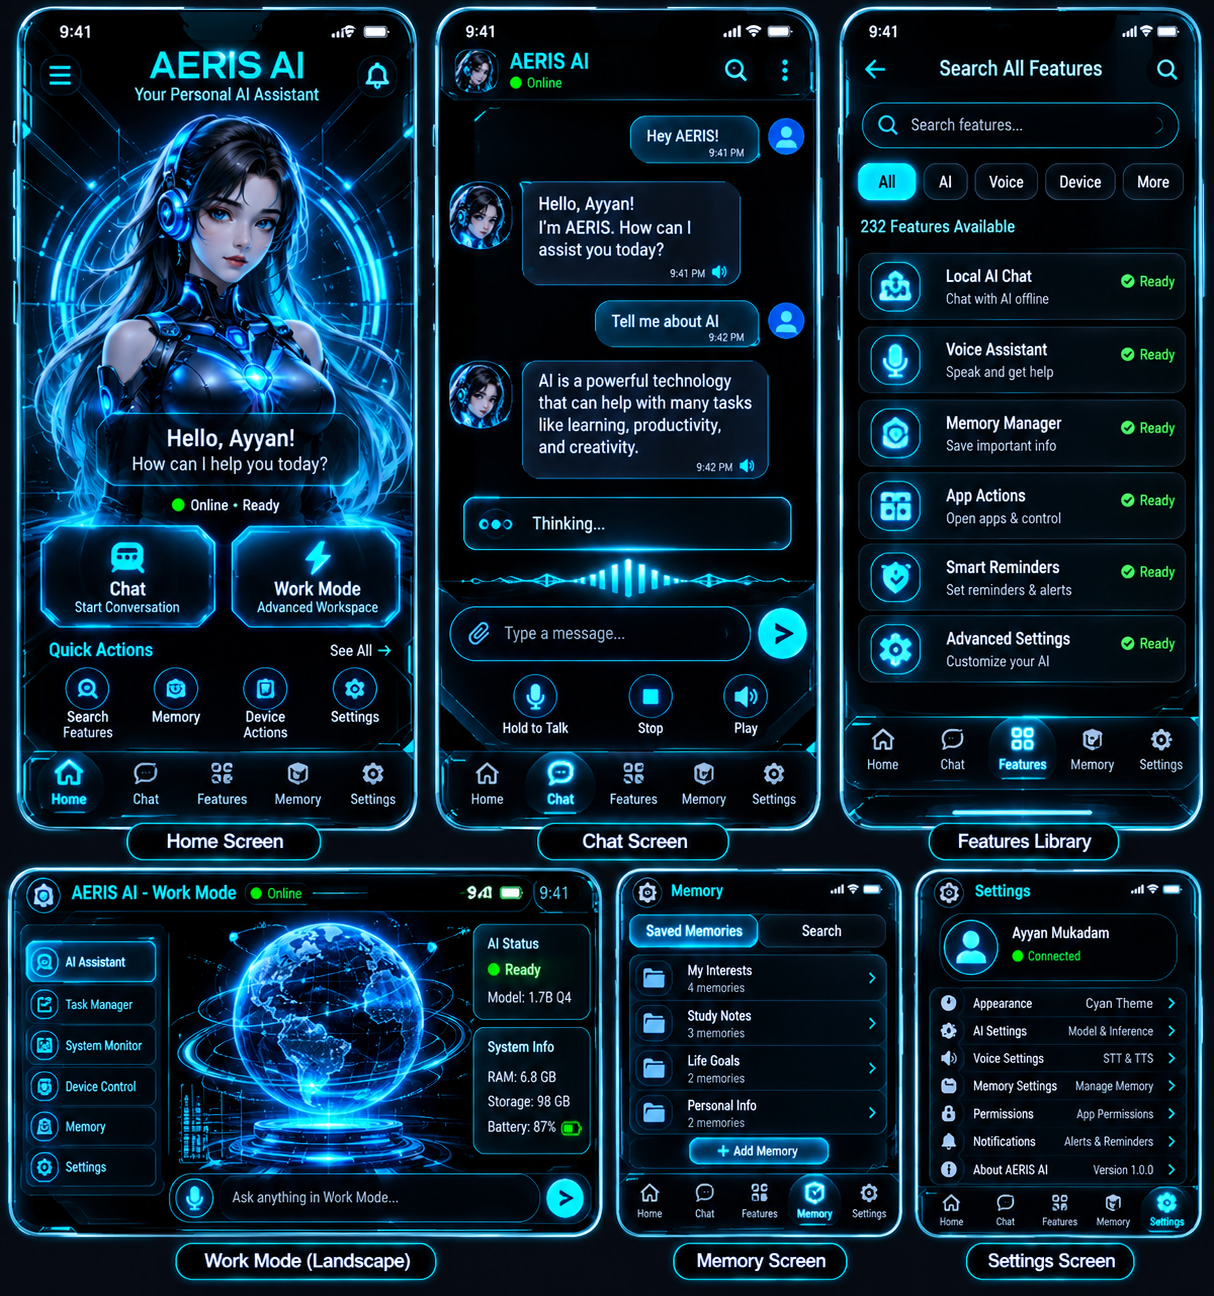 9:41
AERIS AI
Your Personal AI Assistant
Hello, Ayyan!
How can I help you today?
Online • Ready
Chat
Start Conversation
Work Mode
Advanced Workspace
Quick Actions
See All →
Search
Features
Memory
Device
Actions
Settings
Home
Chat
Features
Memory
Settings
Home Screen
9:41
AERIS AI
Online
Hey AERIS!
9:41 PM
Hello, Ayyan!
I'm AERIS. How can I
assist you today?
9:41 PM
Tell me about AI
9:42 PM
AI is a powerful technology
that can help with many tasks
like learning, productivity,
and creativity.
9:42 PM
Thinking...
Type a message...
Hold to Talk
Stop
Play
Home
Chat
Features
Memory
Settings
Chat Screen
9:41
Search All Features
Search features...
All
AI
Voice
Device
More
232 Features Available
Local AI Chat
Chat with AI offline
Ready
Voice Assistant
Speak and get help
Ready
Memory Manager
Save important info
Ready
App Actions
Open apps & control
Ready
Smart Reminders
Set reminders & alerts
Ready
Advanced Settings
Customize your AI
Ready
Home
Chat
Features
Memory
Settings
Features Library
AERIS AI - Work Mode
Online
9:41
9:41
AI Assistant
Task Manager
System Monitor
Device Control
Memory
Settings
AI Status
Ready
Model: 1.7B Q4
System Info
RAM: 6.8 GB
Storage: 98 GB
Battery: 87%
Ask anything in Work Mode...
Work Mode (Landscape)
Memory
Saved Memories
Search
My Interests
4 memories
Study Notes
3 memories
Life Goals
2 memories
Personal Info
2 memories
+ Add Memory
Home
Chat
Features
Memory
Settings
Memory Screen
Settings
Ayyan Mukadam
Connected
Appearance
Cyan Theme
AI Settings
Model & Inference
Voice Settings
STT & TTS
Memory Settings
Manage Memory
Permissions
App Permissions
Notifications
Alerts & Reminders
About AERIS AI
Version 1.0.0
Home
Chat
Features
Memory
Settings
Settings Screen